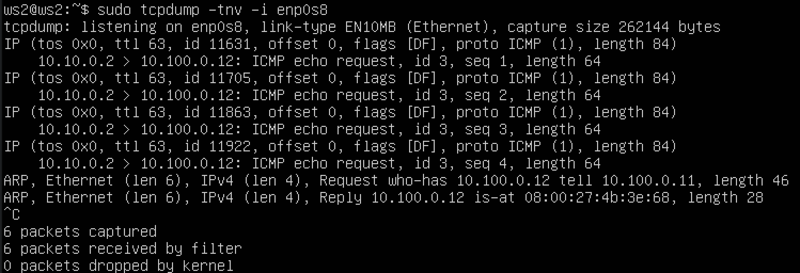 ws2@ws2:~$ sudo tcpdump -tnv -i enp0s8
tcpdump: listening on enp0s8, link-type EN10MB (Ethernet), capture size 262144 bytes
IP (tos 0x0, ttl 63, id 11631, offset 0, flags [DF], proto ICMP (1), length 84)
    10.10.0.2 > 10.100.0.12: ICMP echo request, id 3, seq 1, length 64
IP (tos 0x0, ttl 63, id 11705, offset 0, flags [DF], proto ICMP (1), length 84)
    10.10.0.2 > 10.100.0.12: ICMP echo request, id 3, seq 2, length 64
IP (tos 0x0, ttl 63, id 11863, offset 0, flags [DF], proto ICMP (1), length 84)
    10.10.0.2 > 10.100.0.12: ICMP echo request, id 3, seq 3, length 64
IP (tos 0x0, ttl 63, id 11922, offset 0, flags [DF], proto ICMP (1), length 84)
    10.10.0.2 > 10.100.0.12: ICMP echo request, id 3, seq 4, length 64
ARP, Ethernet (len 6), IPv4 (len 4), Request who-has 10.100.0.12 tell 10.100.0.11, length 46
ARP, Ethernet (len 6), IPv4 (len 4), Reply 10.100.0.12 is-at 08:00:27:4b:3e:68, length 28
^C
6 packets captured
6 packets received by filter
0 packets dropped by kernel